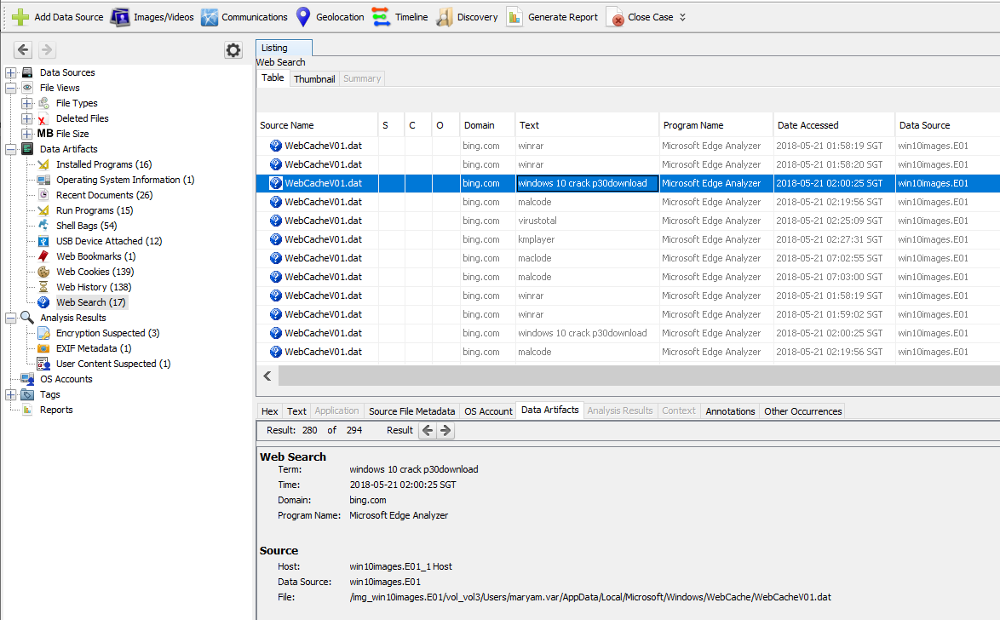 Add Data Source Images/Videos Communications Geolocation Timeline Discovery Generate Report Close Case
Listing
Web Search
Table Thumbnail Summary
Data Sources
File Views
File Types
Deleted Files
MB File Size
Data Artifacts
Installed Programs (16)
Operating System Information (1)
Recent Documents (26)
Run Programs (15)
Shell Bags (54)
USB Device Attached (12)
Web Bookmarks (1)
Web Cookies (139)
Web History (138)
Web Search (17)
Analysis Results
Encryption Suspected (3)
EXIF Metadata (1)
User Content Suspected (1)
OS Accounts
Tags
Reports
Source Name S C O Domain Text Program Name Date Accessed Data Source
WebCacheV01.dat bing.com winrar Microsoft Edge Analyzer 2018-05-21 01:58:19 SGT win10images.E01
WebCacheV01.dat bing.com winrar Microsoft Edge Analyzer 2018-05-21 01:58:20 SGT win10images.E01
WebCacheV01.dat bing.com windows 10 crack p30download Microsoft Edge Analyzer 2018-05-21 02:00:25 SGT win10images.E01
WebCacheV01.dat bing.com malcode Microsoft Edge Analyzer 2018-05-21 02:19:56 SGT win10images.E01
WebCacheV01.dat bing.com virustotal Microsoft Edge Analyzer 2018-05-21 02:25:09 SGT win10images.E01
WebCacheV01.dat bing.com kmplayer Microsoft Edge Analyzer 2018-05-21 02:27:31 SGT win10images.E01
WebCacheV01.dat bing.com maclode Microsoft Edge Analyzer 2018-05-21 07:02:55 SGT win10images.E01
WebCacheV01.dat bing.com malcode Microsoft Edge Analyzer 2018-05-21 07:03:00 SGT win10images.E01
WebCacheV01.dat bing.com winrar Microsoft Edge Analyzer 2018-05-21 01:58:19 SGT win10images.E01
WebCacheV01.dat bing.com winrar Microsoft Edge Analyzer 2018-05-21 01:59:02 SGT win10images.E01
WebCacheV01.dat bing.com windows 10 crack p30download Microsoft Edge Analyzer 2018-05-21 02:00:25 SGT win10images.E01
WebCacheV01.dat bing.com malcode Microsoft Edge Analyzer 2018-05-21 02:19:56 SGT win10images.E01
Hex Text Application Source File Metadata OS Account Data Artifacts Analysis Results Context Annotations Other Occurrences
Result: 280 of 294 Result
Web Search
Term: windows 10 crack p30download
Time: 2018-05-21 02:00:25 SGT
Domain: bing.com
Program Name: Microsoft Edge Analyzer
Source
Host: win10images.E01_1 Host
Data Source: win10images.E01
File: /img_win10images.E01/vol_vol3/Users/maryam.var/AppData/Local/Microsoft/Windows/WebCache/WebCacheV01.dat